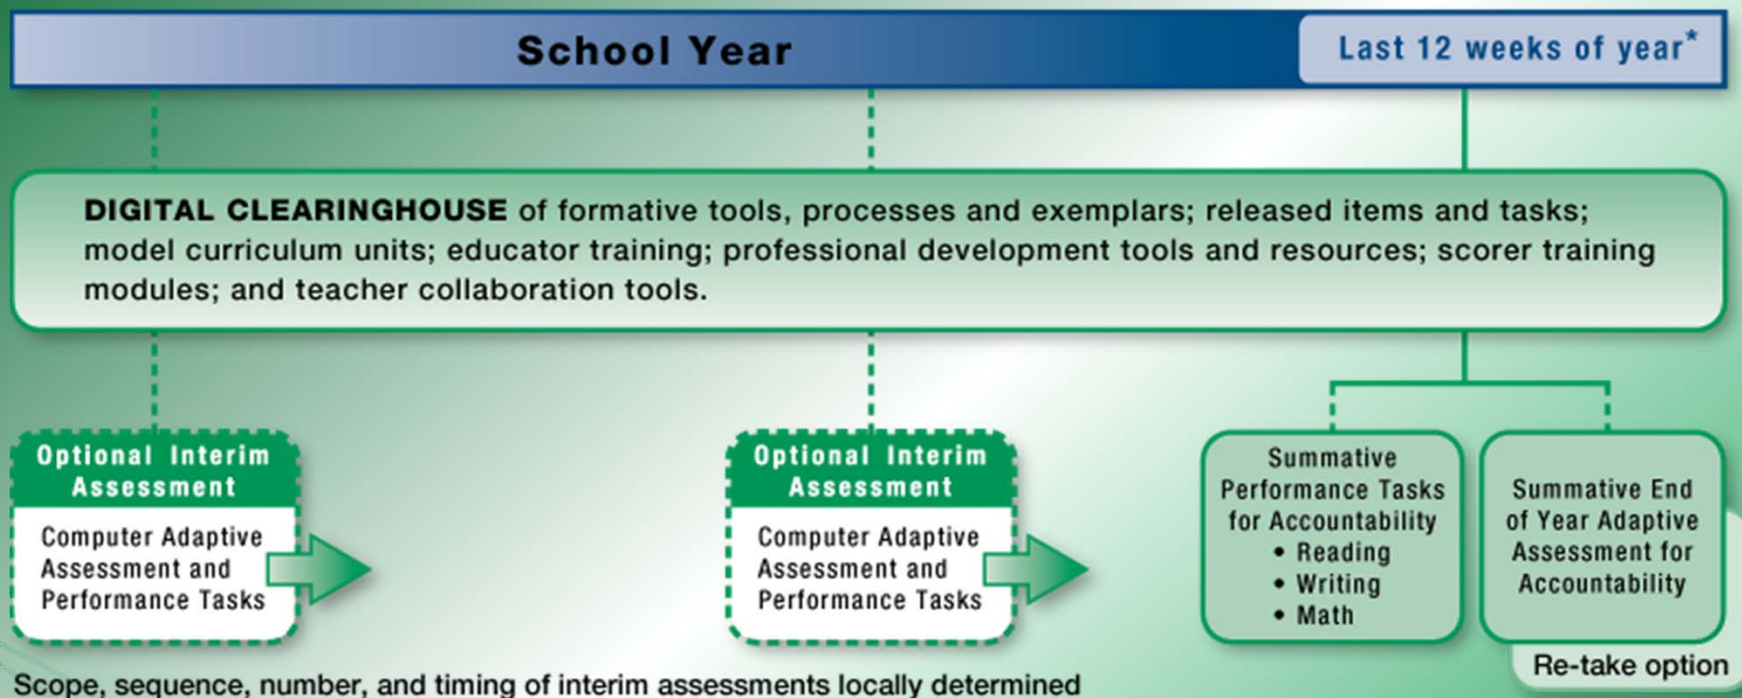 School Year
Last 12 weeks of year*
DIGITAL CLEARINGHOUSE of formative tools, processes and exemplars; released items and tasks;
model curriculum units; educator training; professional development tools and resources; scorer training
modules; and teacher collaboration tools.
Optional Interim
Assessment
Computer Adaptive
Assessment and
Performance Tasks
Optional Interim
Assessment
Computer Adaptive
Assessment and
Performance Tasks
Summative
Performance Tasks
for Accountability
• Reading
• Writing
• Math
Summative End
of Year Adaptive
Assessment for
Accountability
Re-take option
Scope, sequence, number, and timing of interim assessments locally determined